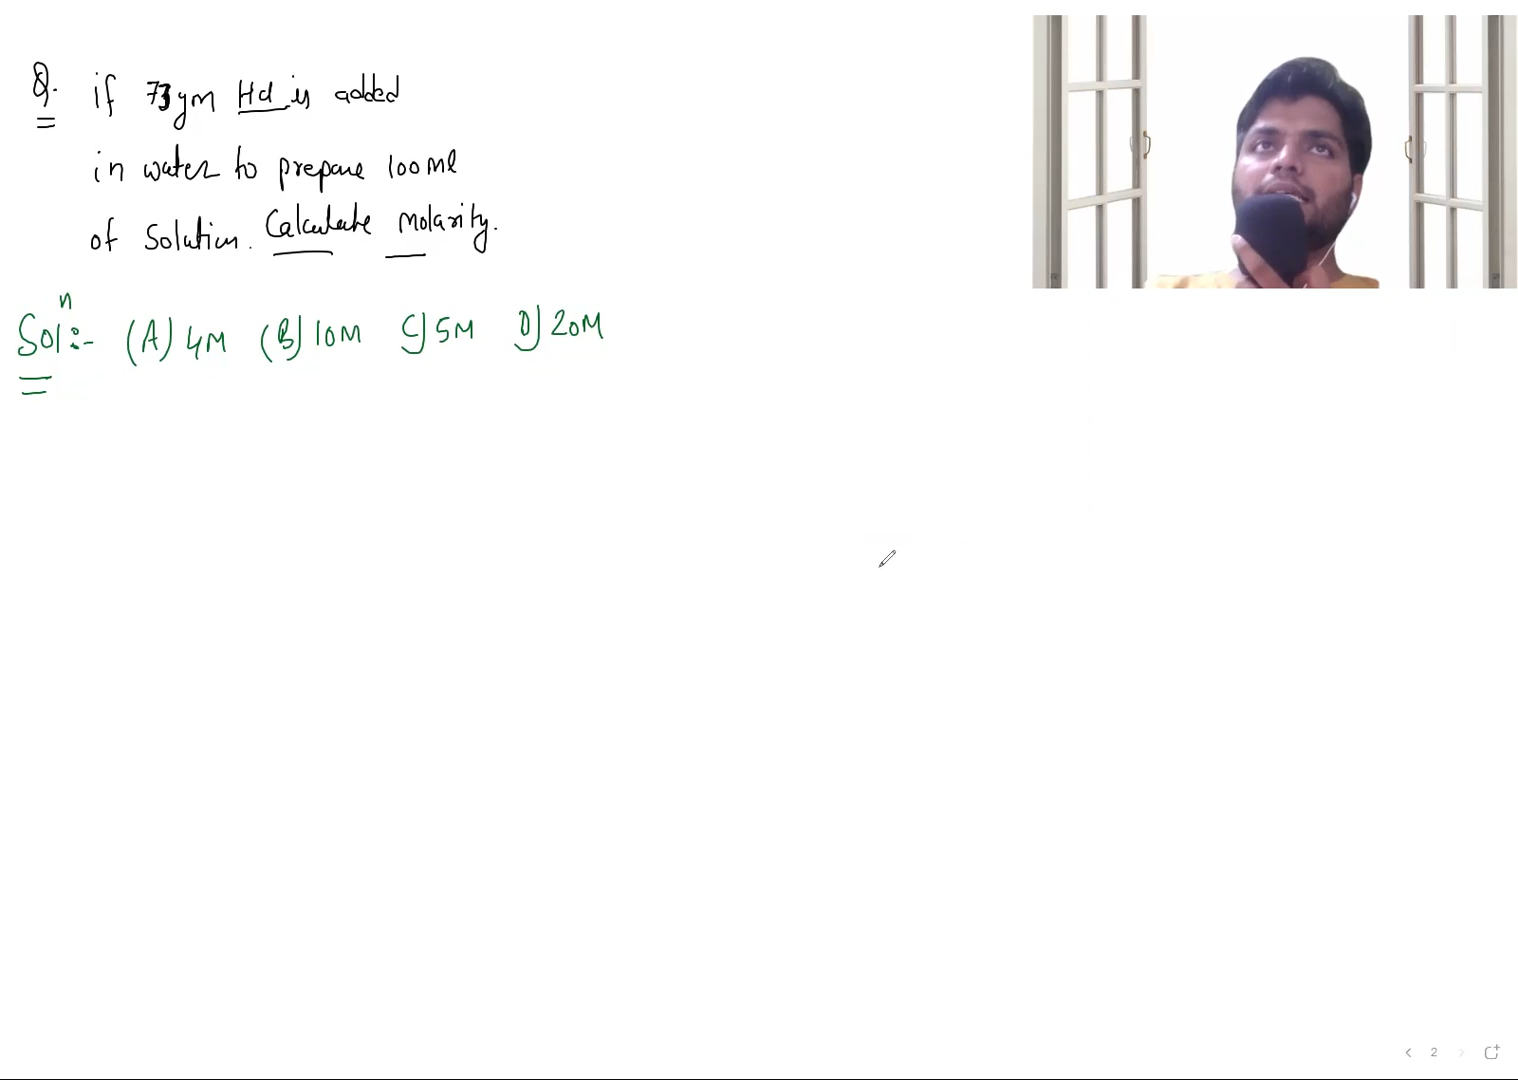 Q. if 73gm Hcl is added
in water to prepare 100ml
of Solution. Calculate Molarity.
Solⁿ:- (A) 4M (B) 10M C) 5M D) 20M
2